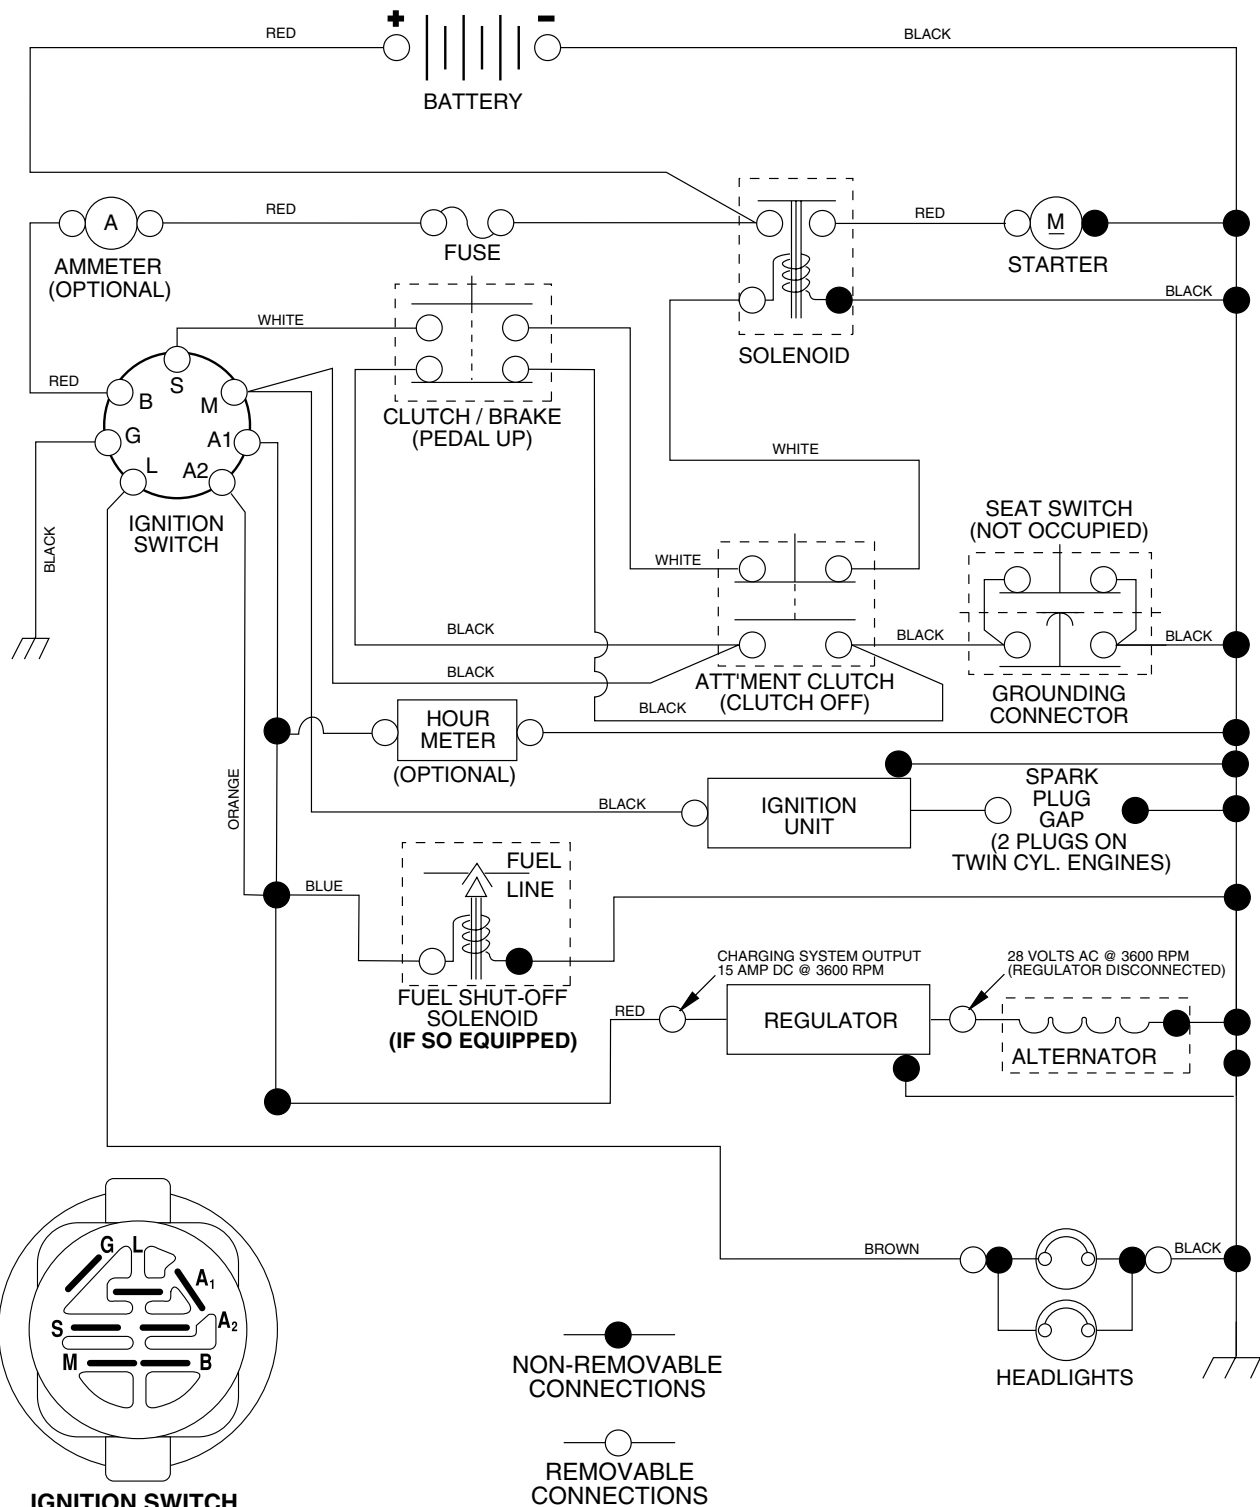 + -
RED
BLACK
BATTERY
A
RED
FUSE
RED
M
STARTER
AMMETER
(OPTIONAL)
BLACK
SOLENOID
WHITE
RED
S
B
M
G
A1
L
A2
CLUTCH / BRAKE
(PEDAL UP)
WHITE
IGNITION
SWITCH
BLACK
SEAT SWITCH
(NOT OCCUPIED)
WHITE
BLACK
BLACK
BLACK
BLACK
ATT'MENT CLUTCH
(CLUTCH OFF)
BLACK
GROUNDING
CONNECTOR
HOUR
METER
(OPTIONAL)
ORANGE
BLACK
IGNITION
UNIT
SPARK
PLUG
GAP
(2 PLUGS ON
TWIN CYL. ENGINES)
FUEL
LINE
BLUE
FUEL SHUT-OFF
SOLENOID
(IF SO EQUIPPED)
CHARGING SYSTEM OUTPUT
15 AMP DC @ 3600 RPM
28 VOLTS AC @ 3600 RPM
(REGULATOR DISCONNECTED)
RED
REGULATOR
ALTERNATOR
BROWN
BLACK
HEADLIGHTS
G L
A1
S
A2
M
B
NON-REMOVABLE
CONNECTIONS
REMOVABLE
CONNECTIONS
IGNITION SWITCH